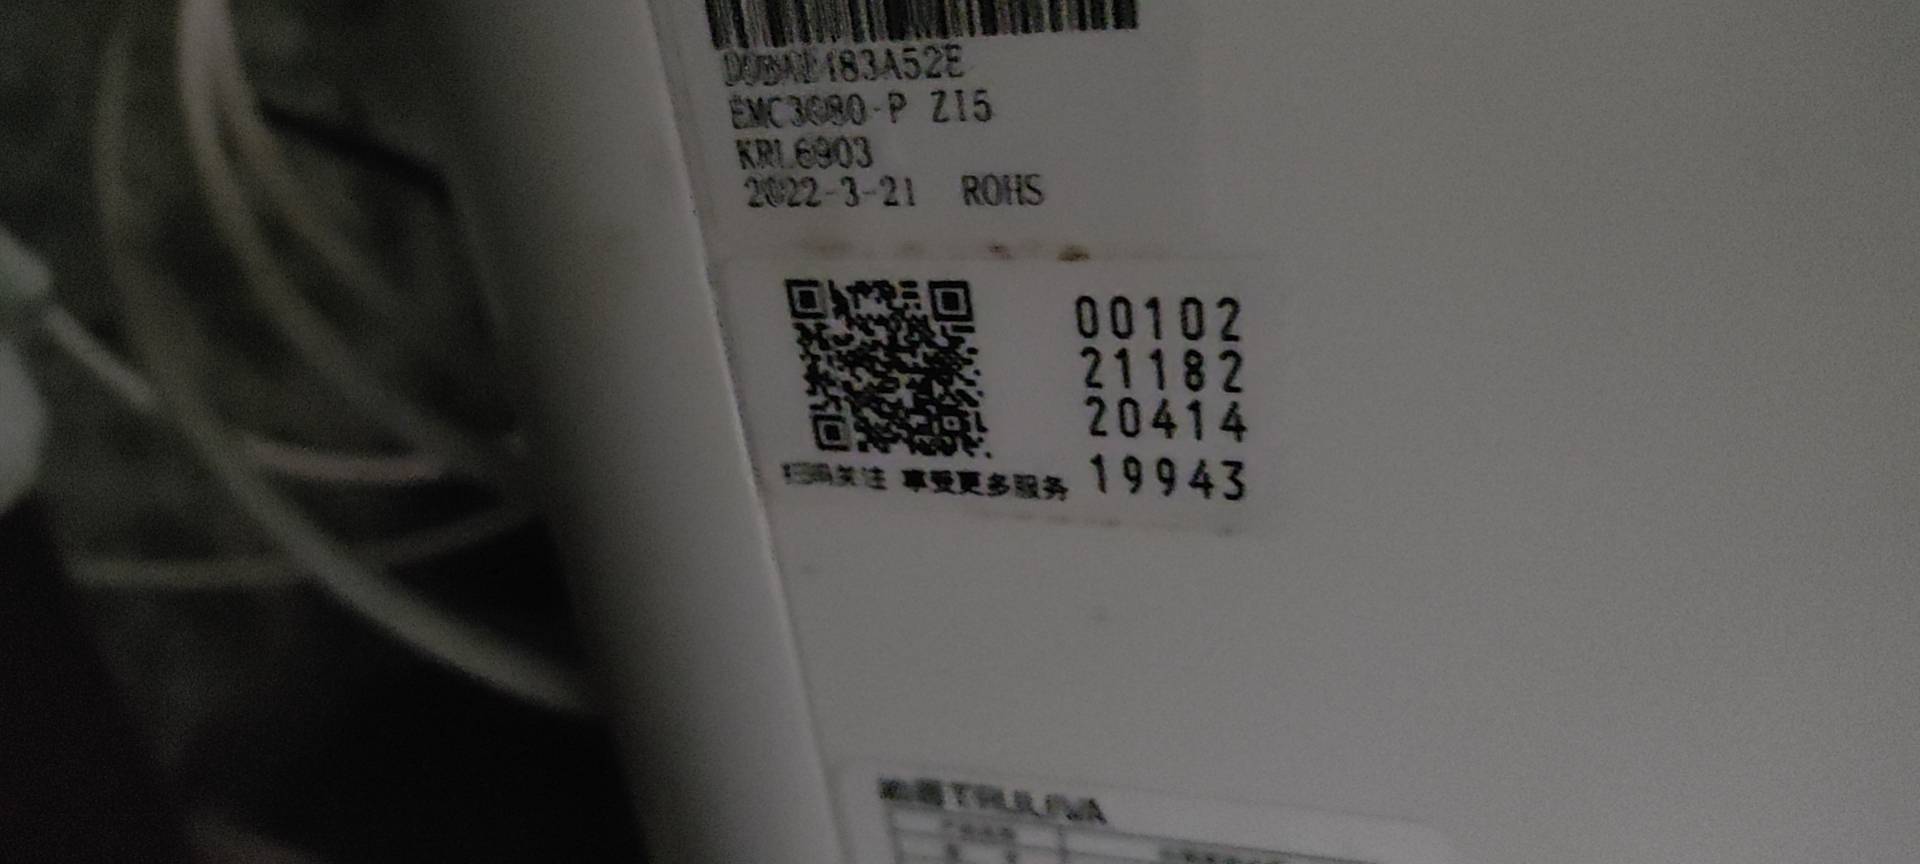 EMC3080-P Z15
KRL6903
2022-3-21 ROHS
00102
21182
20414
19943
扫码关注 享受更多服务
TRULIVA